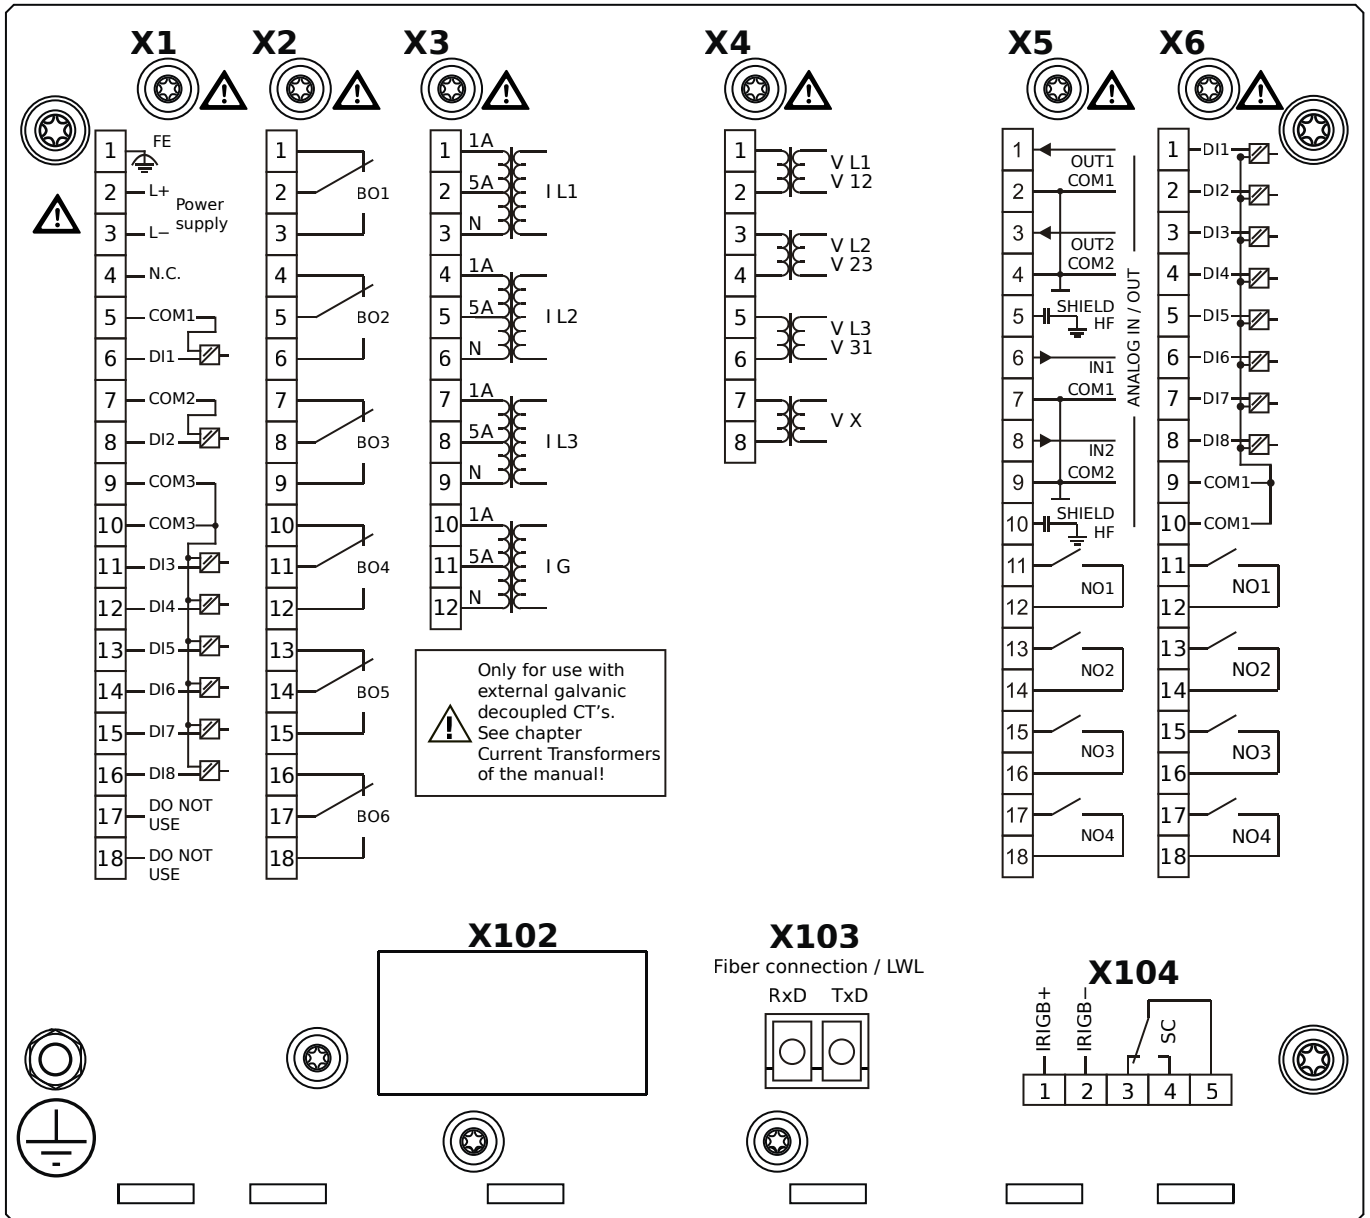 X1 X2 X3 X4 X5 X6
1 FE
2 L+
Power
supply
3 L−
4 N.C.
5 COM1
6 DI1
7 COM2
8 DI2
9 COM3
10 COM3
11 DI3
12 DI4
13 DI5
14 DI6
15 DI7
16 DI8
17 DO NOT
USE
18 DO NOT
USE
1
2 BO1
3
4
5 BO2
6
7
8 BO3
9
10
11 BO4
12
13
14 BO5
15
16
17 BO6
18
1 1A
2 5A I L1
3 N
4 1A
5 5A I L2
6 N
7 1A
8 5A I L3
9 N
10 1A
11 5A I G
12 N
Only for use with
external galvanic
decoupled CT's.
See chapter
Current Transformers
of the manual!
1 V L1
2 V 12
3 V L2
4 V 23
5 V L3
6 V 31
7 V X
8
1 OUT1
2 COM1
3 OUT2
4 COM2
5 SHIELD
HF
6 IN1
7 COM1
8 IN2
9 COM2
10 SHIELD
HF
ANALOG IN / OUT
11
NO1
12
13
NO2
14
15
NO3
16
17
NO4
18
1 DI1
2 DI2
3 DI3
4 DI4
5 DI5
6 DI6
7 DI7
8 DI8
9 COM1
10 COM1
11
NO1
12
13
NO2
14
15
NO3
16
17
NO4
18
X102
X103
Fiber connection / LWL
RxD TxD
X104
IRIGB+
IRIGB−
SC
1 2 3 4 5